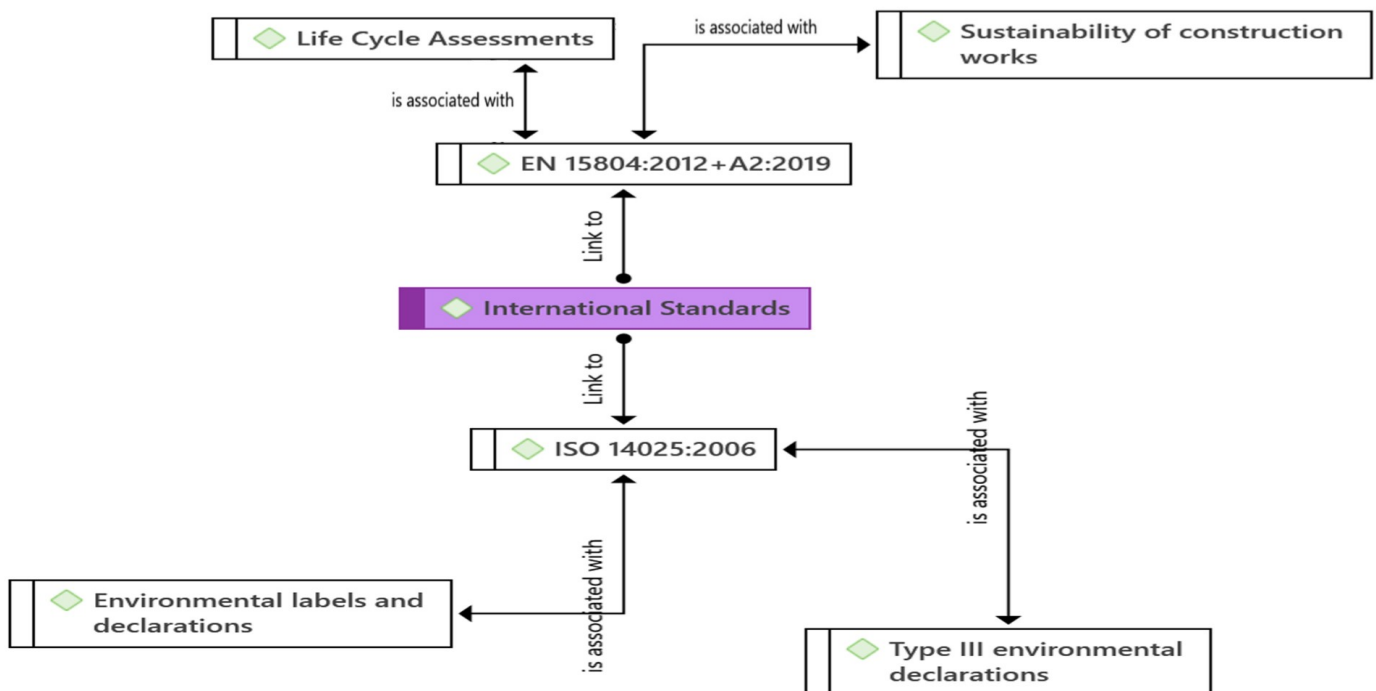 Life Cycle Assessments
is associated with
Sustainability of construction
works
is associated with
EN 15804:2012+A2:2019
Link to
International Standards
Link to
ISO 14025:2006
is associated with
is associated with
Environmental labels and
declarations
Type III environmental
declarations